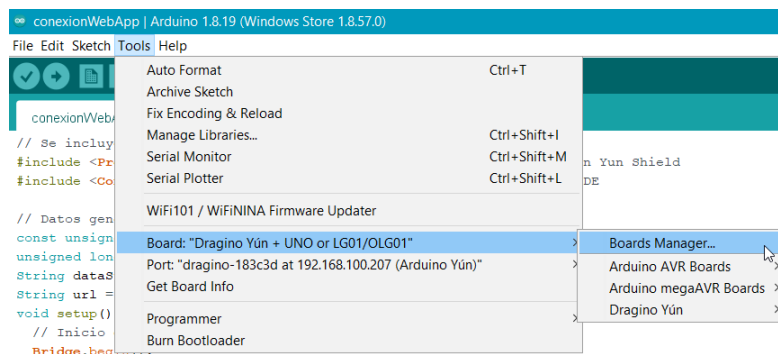 conexionWebApp | Arduino 1.8.19 (Windows Store 1.8.57.0)
File Edit Sketch Tools Help
Auto Format Ctrl+T
Archive Sketch
Fix Encoding & Reload
Manage Libraries... Ctrl+Shift+I
Serial Monitor Ctrl+Shift+M
Serial Plotter Ctrl+Shift+L
WiFi101 / WiFiNINA Firmware Updater
Board: "Dragino Yún + UNO or LG01/OLG01"
Port: "dragino-183c3d at 192.168.100.207 (Arduino Yún)"
Get Board Info
Programmer
Burn Bootloader
Boards Manager...
Arduino AVR Boards
Arduino megaAVR Boards
Dragino Yún
conexionWebA
// Se incluy
#include <Pr n Yun Shield
#include <Co DE
// Datos gen
const unsign
unsigned lon
String dataS
String url =
void setup()
// Inicio
Bridge.beg